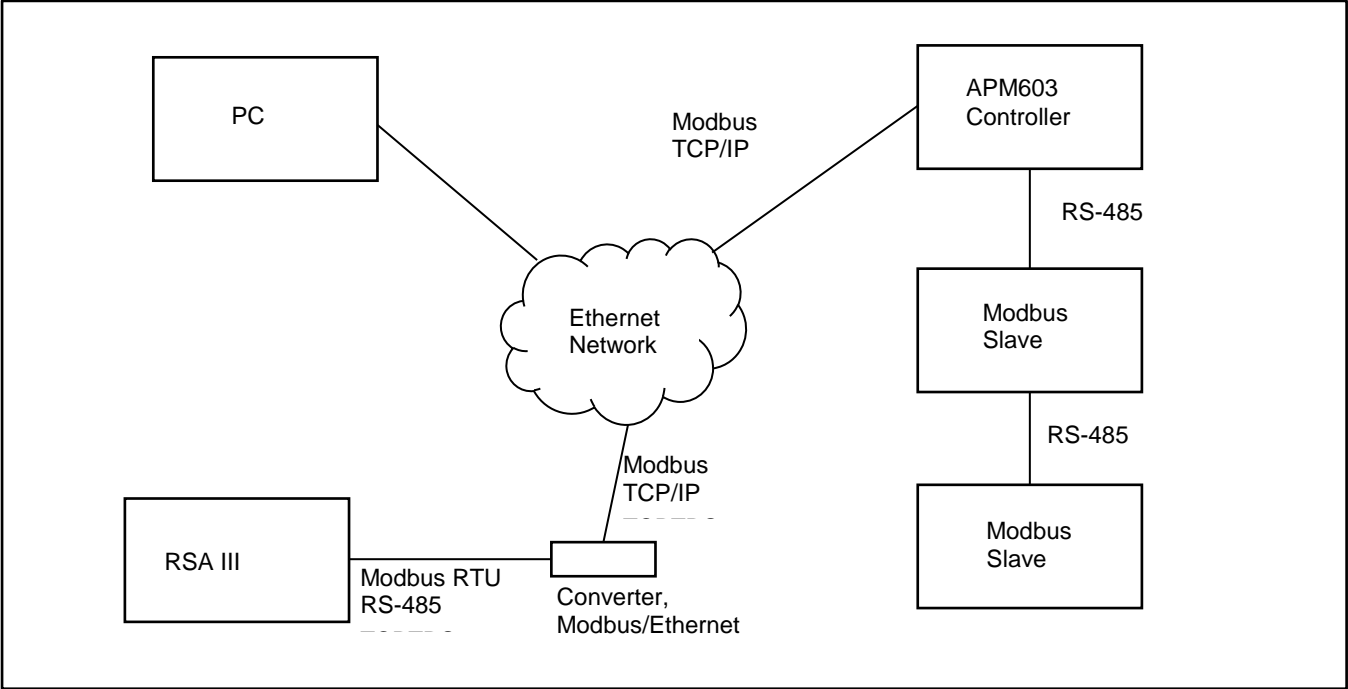 PC
APM603
Controller
Modbus
TCP/IP
RS-485
Ethernet
Network
Modbus
Slave
RS-485
Modbus
TCP/IP
Modbus
Slave
RSA III
Modbus RTU
RS-485
Converter,
Modbus/Ethernet